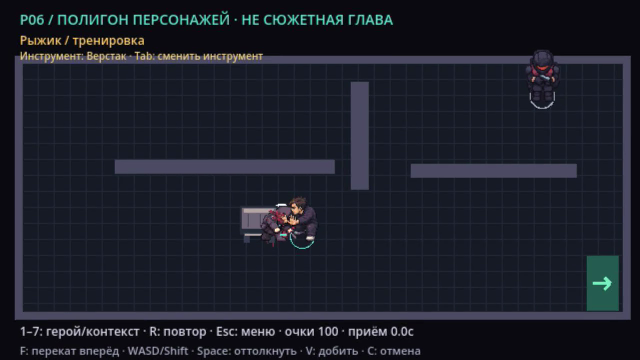 P06 / ПОЛИГОН ПЕРСОНАЖЕЙ · НЕ СЮЖЕТНАЯ ГЛАВА
Рыжик / тренировка
Инструмент: Верстак · Tab: сменить инструмент
→
1–7: герой/контекст · R: повтор · Esc: меню · очки 100 · приём 0.0с
F: перекат вперёд · WASD/Shift · Space: оттолкнуть · V: добить · C: отмена